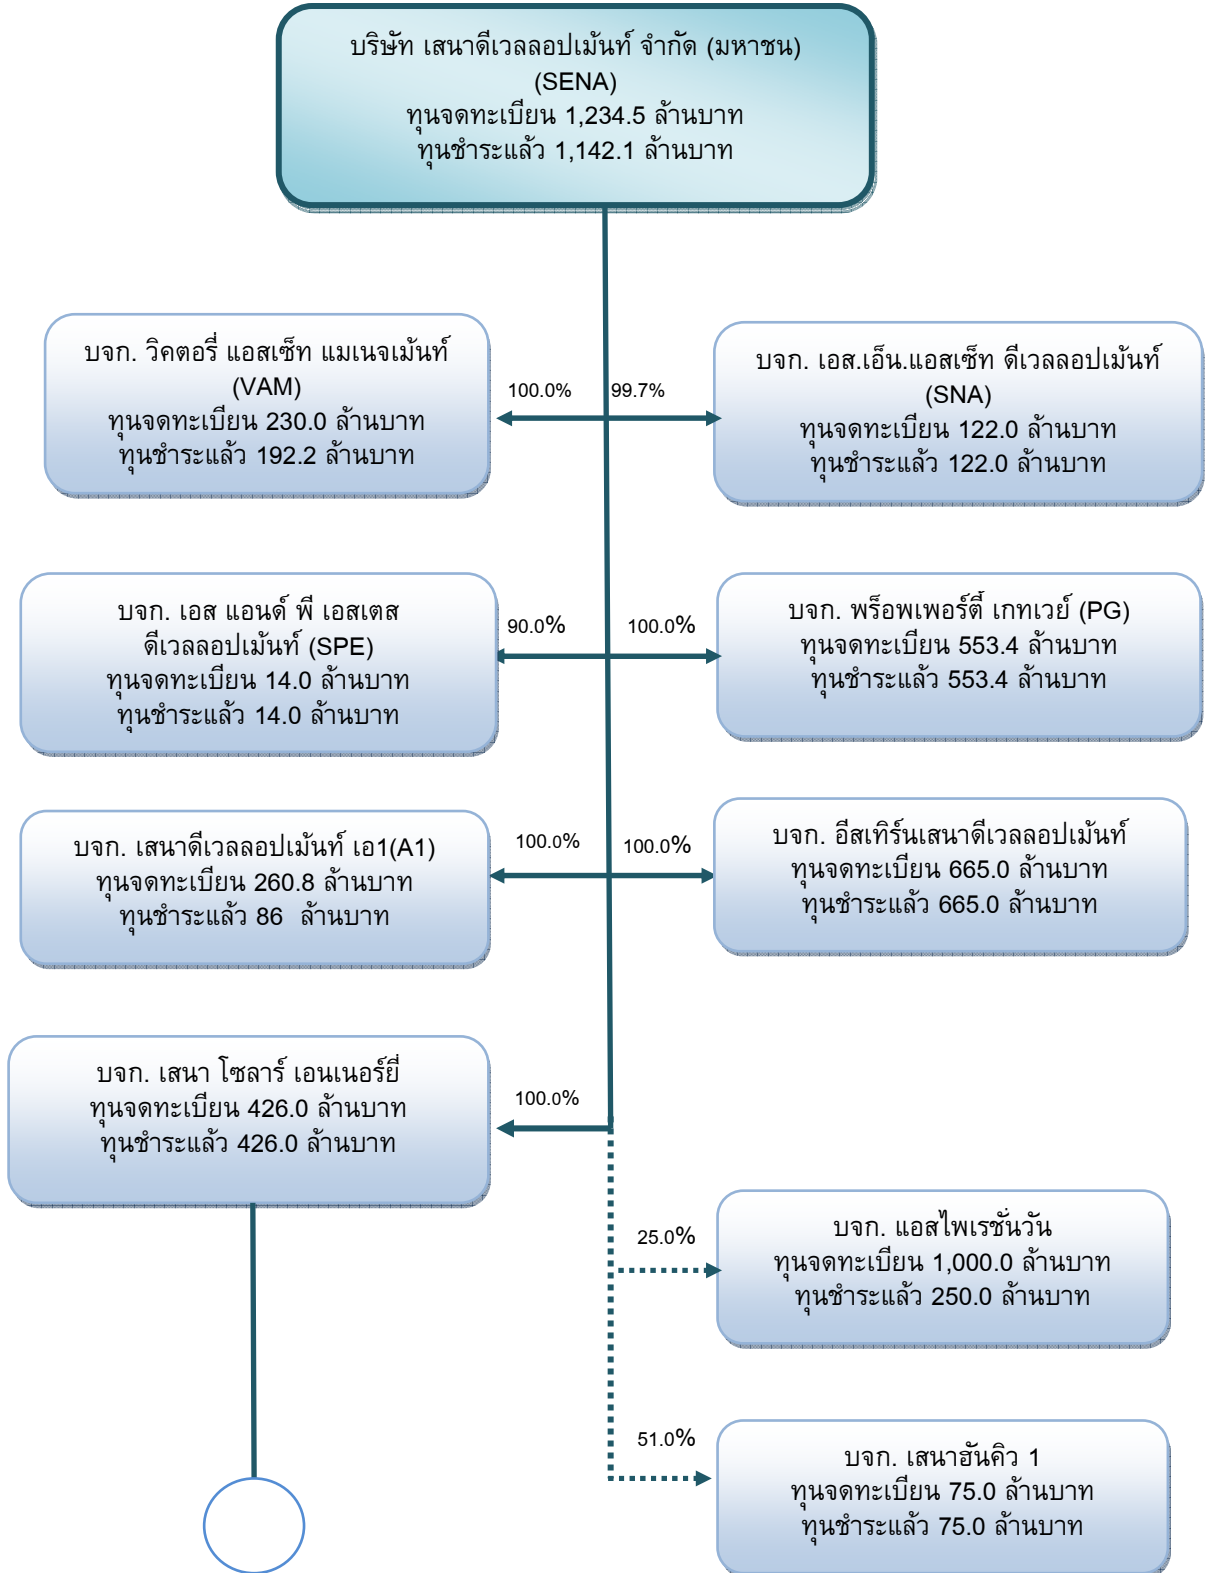 บริษัท เสนาดีเวลลอปเม้นท์ จำกัด (มหาชน)
(SENA)
ทุนจดทะเบียน 1,234.5 ล้านบาท
ทุนชำระแล้ว 1,142.1 ล้านบาท
บจก. วิคตอรี่ แอสเซ็ท แมเนจเม้นท์
(VAM)
ทุนจดทะเบียน 230.0 ล้านบาท
ทุนชำระแล้ว 192.2 ล้านบาท
100.0%
99.7%
บจก. เอส.เอ็น.แอสเซ็ท ดีเวลลอปเม้นท์
(SNA)
ทุนจดทะเบียน 122.0 ล้านบาท
ทุนชำระแล้ว 122.0 ล้านบาท
บจก. เอส แอนด์ พี เอสเตส
ดีเวลลอปเม้นท์ (SPE)
ทุนจดทะเบียน 14.0 ล้านบาท
ทุนชำระแล้ว 14.0 ล้านบาท
90.0%
100.0%
บจก. พร็อพเพอร์ตี้ เกทเวย์ (PG)
ทุนจดทะเบียน 553.4 ล้านบาท
ทุนชำระแล้ว 553.4 ล้านบาท
บจก. เสนาดีเวลลอปเม้นท์ เอ1(A1)
ทุนจดทะเบียน 260.8 ล้านบาท
ทุนชำระแล้ว 86 ล้านบาท
100.0%
100.0%
บจก. อีสเทิร์นเสนาดีเวลลอปเม้นท์
ทุนจดทะเบียน 665.0 ล้านบาท
ทุนชำระแล้ว 665.0 ล้านบาท
บจก. เสนา โซลาร์ เอนเนอร์ยี่
ทุนจดทะเบียน 426.0 ล้านบาท
ทุนชำระแล้ว 426.0 ล้านบาท
100.0%
25.0%
บจก. แอสไพเรชั่นวัน
ทุนจดทะเบียน 1,000.0 ล้านบาท
ทุนชำระแล้ว 250.0 ล้านบาท
51.0%
บจก. เสนาฮันคิว 1
ทุนจดทะเบียน 75.0 ล้านบาท
ทุนชำระแล้ว 75.0 ล้านบาท